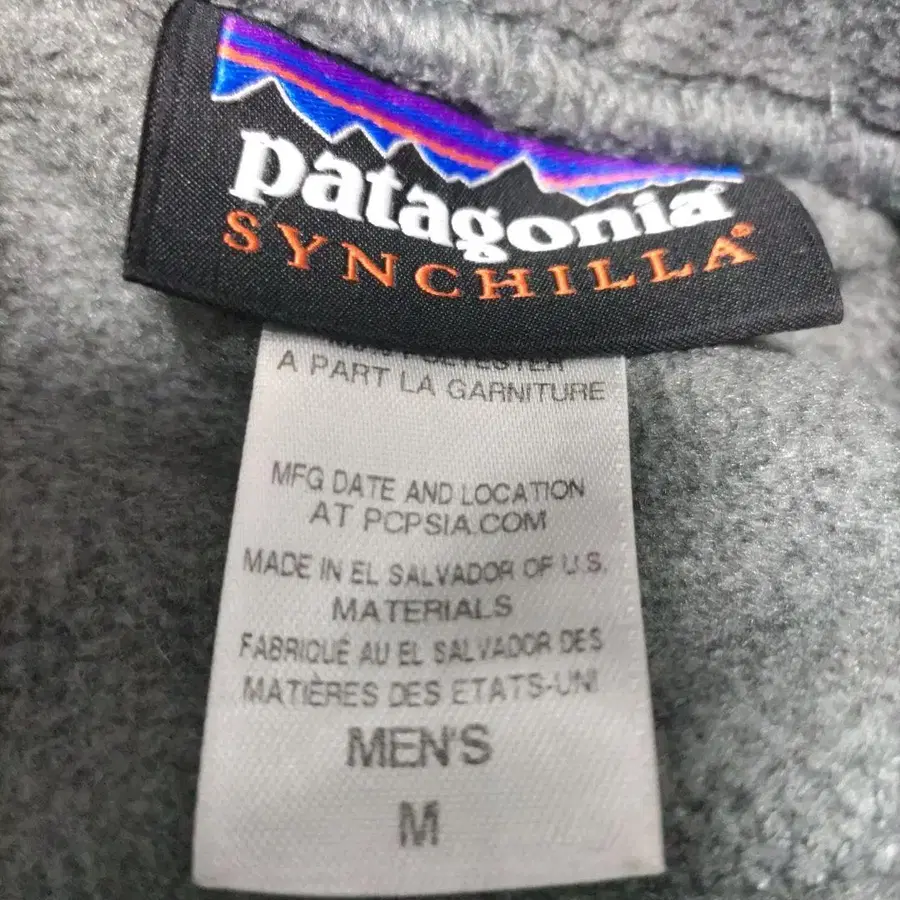 patagonia®
SYNCHILLA®
POLYESTER
A PART LA GARNITURE
MFG DATE AND LOCATION
AT PCPSIA.COM
MADE IN EL SALVADOR OF U.S.
MATERIALS
FABRIQUÉ AU EL SALVADOR DES
MATIÈRES DES ETATS-UNI
MEN'S
M